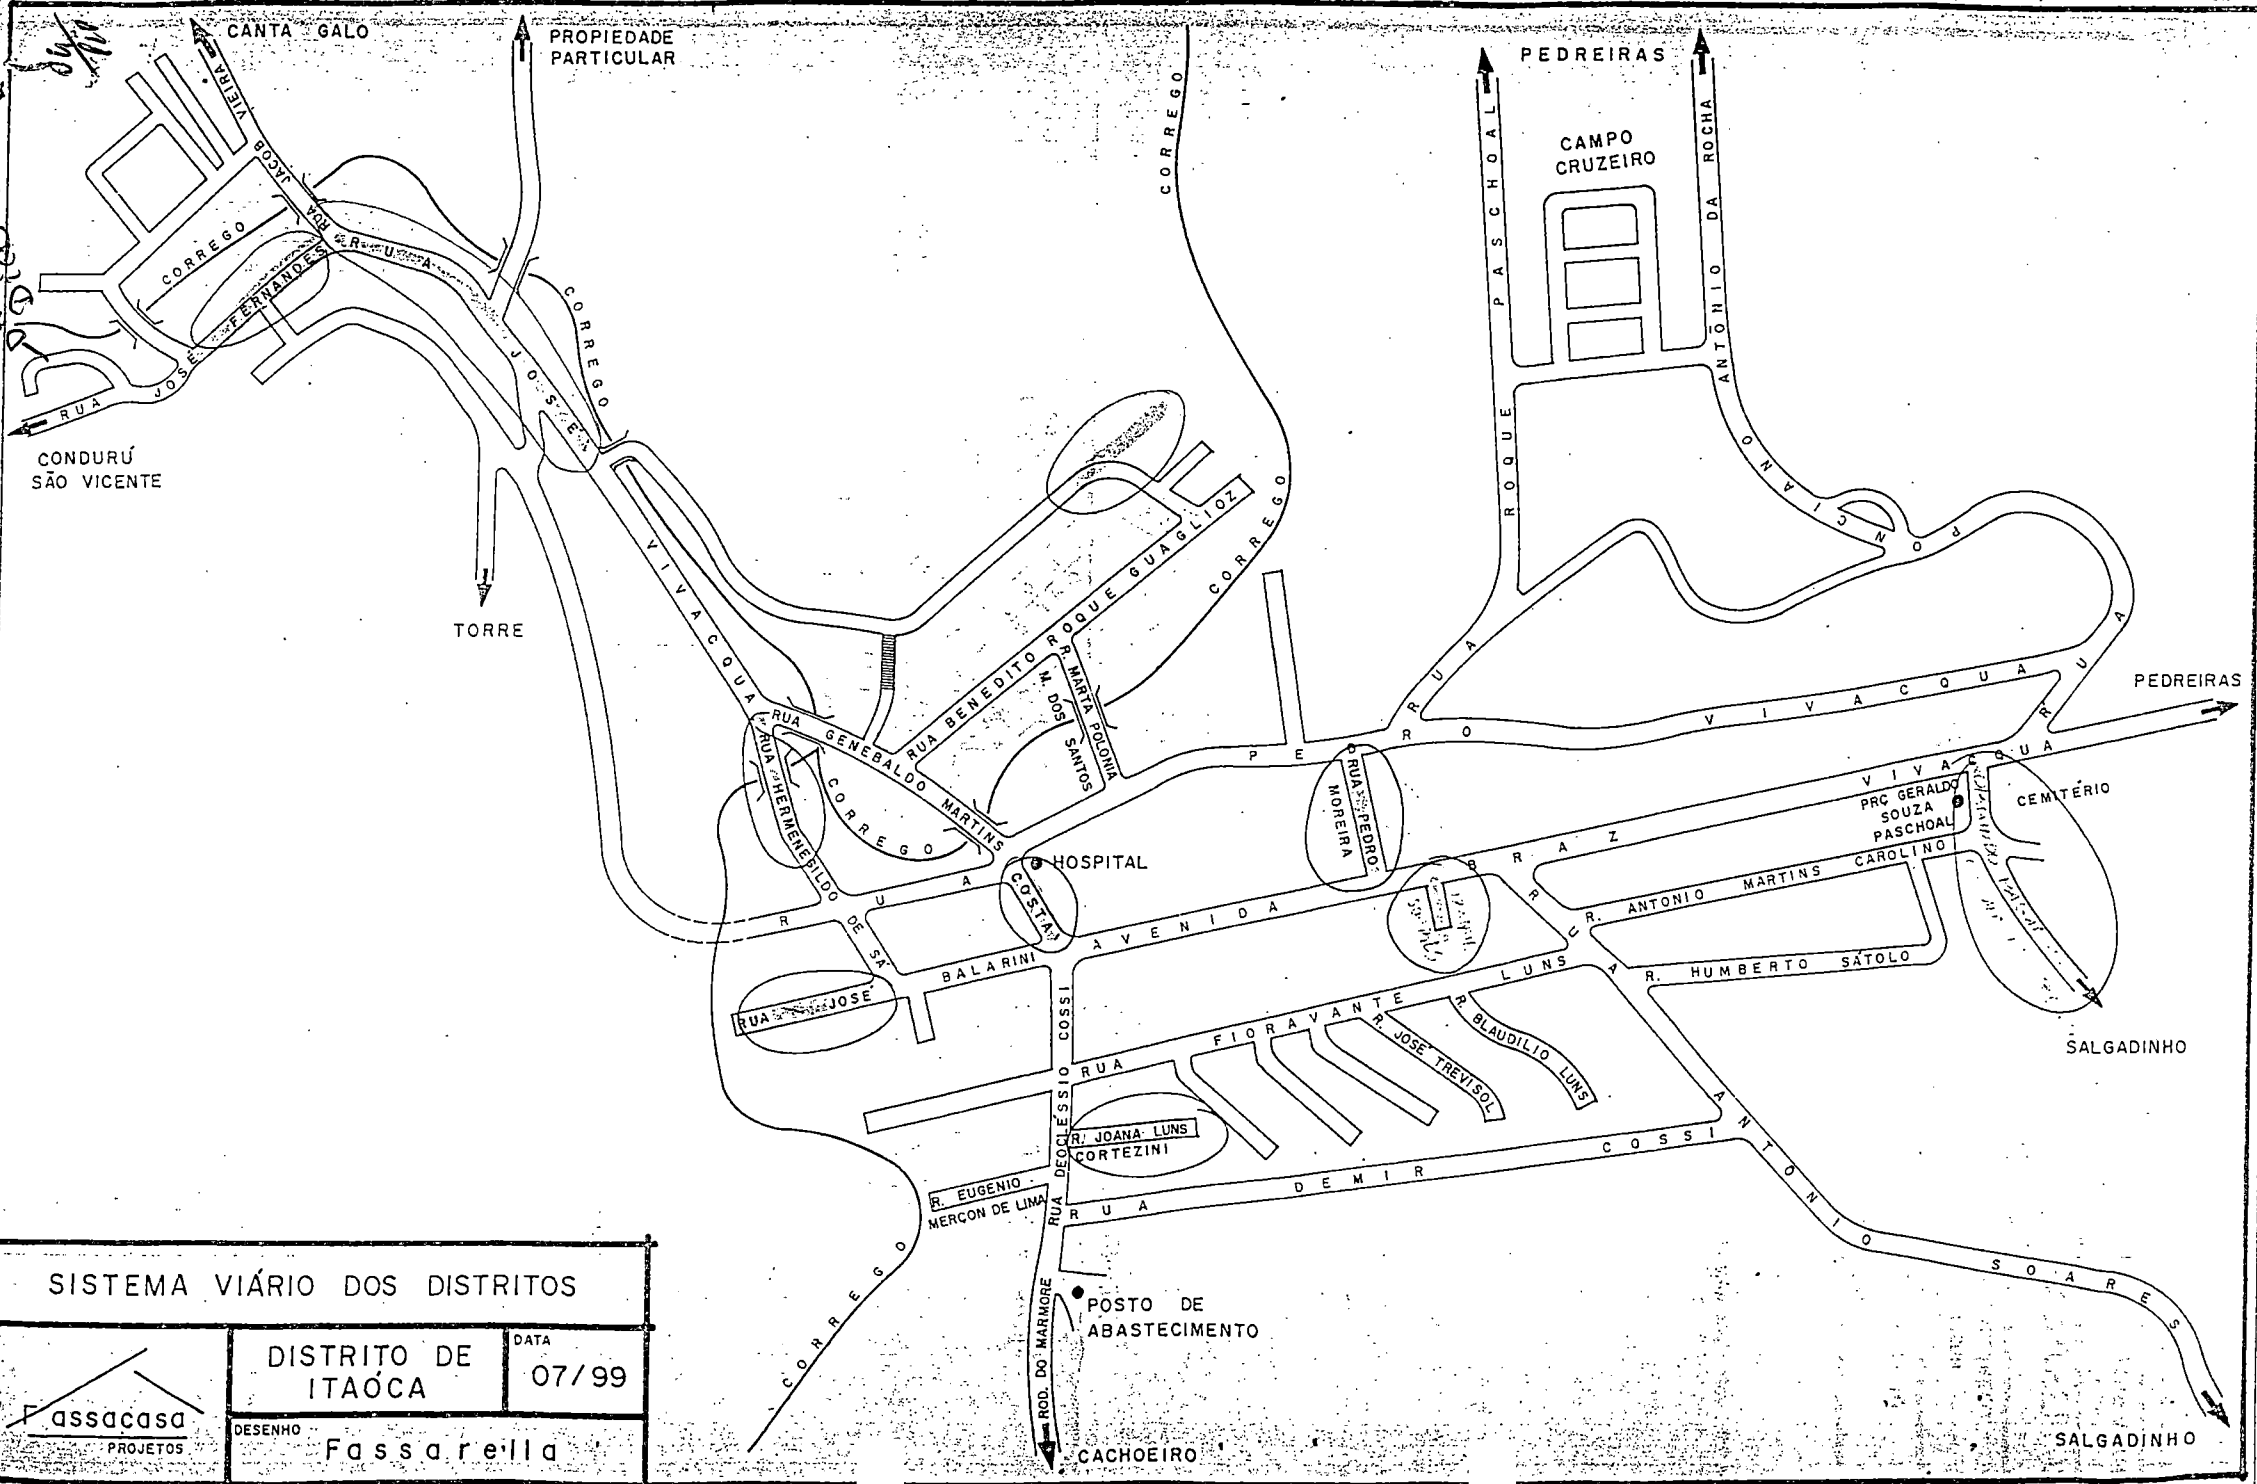 CANTA GALO
PROPIEDADE
PARTICULAR
CORREGO
PEDREIRAS
CAMPO
CRUZEIRO
RUA JACOB VIEIRA
CORREGO
RUA JOSÉ FERNANDES
CORREGO
RUA JOSÉ VIVACQUA
CONDURÚ
SÃO VICENTE
TORRE
RUA ROQUE PASCHOAL
RUA ANTÔNIO DA ROCHA PONCIANO
CORREGO
RUA BENEDITO ROQUE GUAGLIOZ
R. MARTA POLONIA
M. DOS SANTOS
RUA GENEBALDO MARTINS
COSTA
RUA HERMENEGILDO DE SÁ
CORREGO
RUA PERO VIVACQUA
PEDREIRAS
RUA PEDRO
MOREIRA
HOSPITAL
AVENIDA BRAZ VIVACQUA
PRÇ GERALDO
SOUZA
PASCHOAL
CEMITÉRIO
R. ANTONIO MARTINS CAROLINO
R. HUMBERTO SÁTOLO
RUA JOSÉ BALARINI
RUA FIORAVANTE LUNS
R. JOSÉ TREVISOL
R. BLAUDILIO LUNS
SALGADINHO
RUA DEOCLÉSSIO COSSI
R. JOANA LUNS
CORTEZINI
R. EUGENIO
MERÇON DE LIMA
RUA DEMIR COSSI
RUA ANTÔNIO SOARES
CORREGO
ROD. DO MARMORE
POSTO DE
ABASTECIMENTO
CACHOEIRO
SALGADINHO
SISTEMA VIÁRIO DOS DISTRITOS
Fassacasa
PROJETOS
DISTRITO DE
ITAÓCA
DATA
07/99
DESENHO
Fassarella